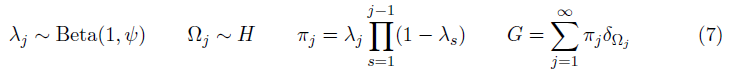 λ_j ∼ Beta(1, ψ)   Ω_j ∼ H   π_j = λ_j ∏_{s=1}^{j−1} (1 − λ_s)   G = ∑_{j=1}^{∞} π_j δ_{Ω_j}   (7)